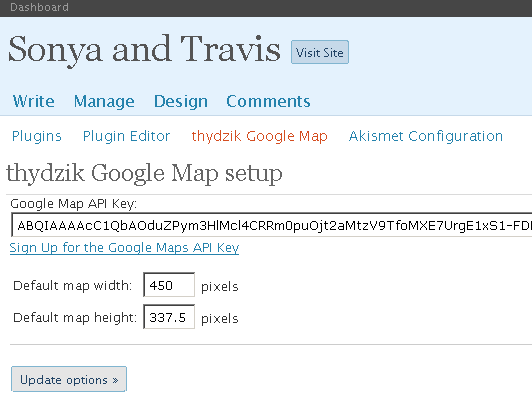 Dashboard
Sonya and Travis Visit Site
Write Manage Design Comments
Plugins Plugin Editor thydzik Google Map Akismet Configuration
thydzik Google Map setup
Google Map API Key:
ABQIAAAAcC1QbAOduZPym3HlMcl4CRRm0puOjt2aMtzV9TfoMXE7UrgE1xS1-FDI
Sign Up for the Google Maps API Key
Default map width: 450 pixels
Default map height: 337.5 pixels
Update options »